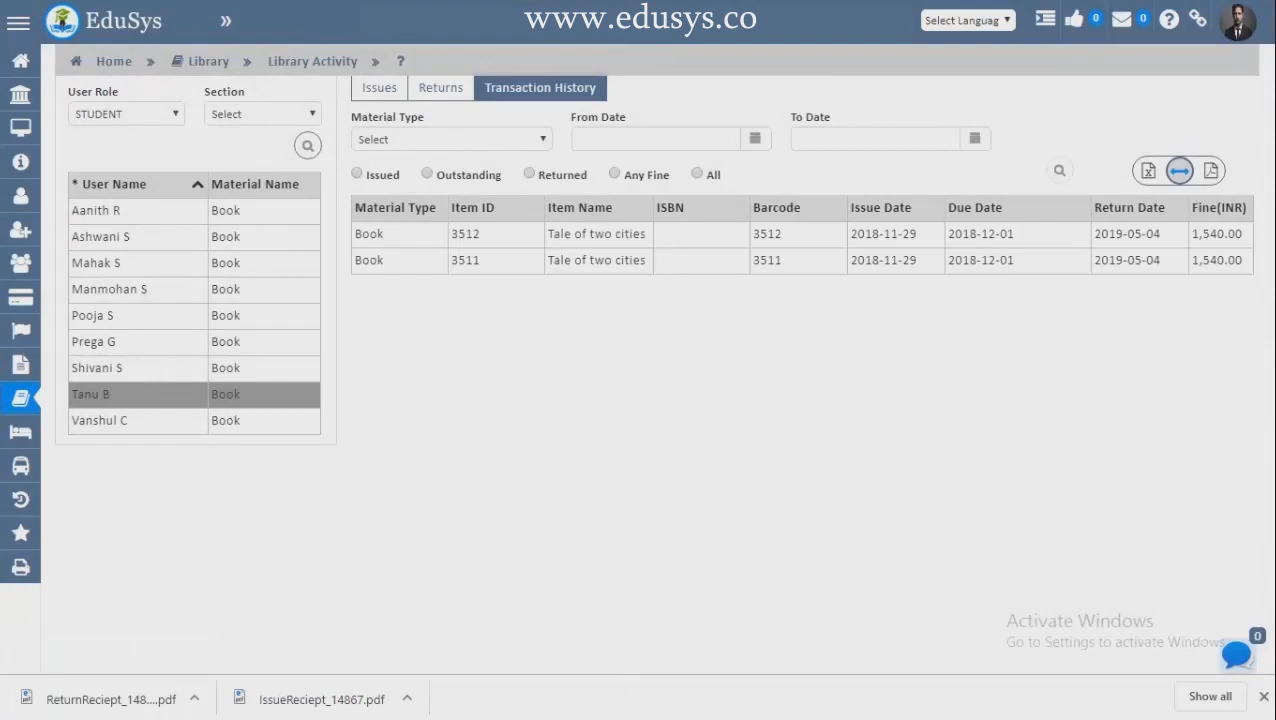 EduSys » www.edusys.co Select Languag 0 0
Home » Library » Library Activity » ?
User Role Section
STUDENT Select
* User Name Material Name
Aanith R Book
Ashwani S Book
Mahak S Book
Manmohan S Book
Pooja S Book
Prega G Book
Shivani S Book
Tanu B Book
Vanshul C Book
Issues Returns Transaction History
Material Type From Date To Date
Select
Issued Outstanding Returned Any Fine All
Material Type Item ID Item Name ISBN Barcode Issue Date Due Date Return Date Fine(INR)
Book 3512 Tale of two cities 3512 2018-11-29 2018-12-01 2019-05-04 1,540.00
Book 3511 Tale of two cities 3511 2018-11-29 2018-12-01 2019-05-04 1,540.00
Activate Windows
Go to Settings to activate Windows.
0
ReturnReciept_148....pdf IssueReciept_14867.pdf Show all